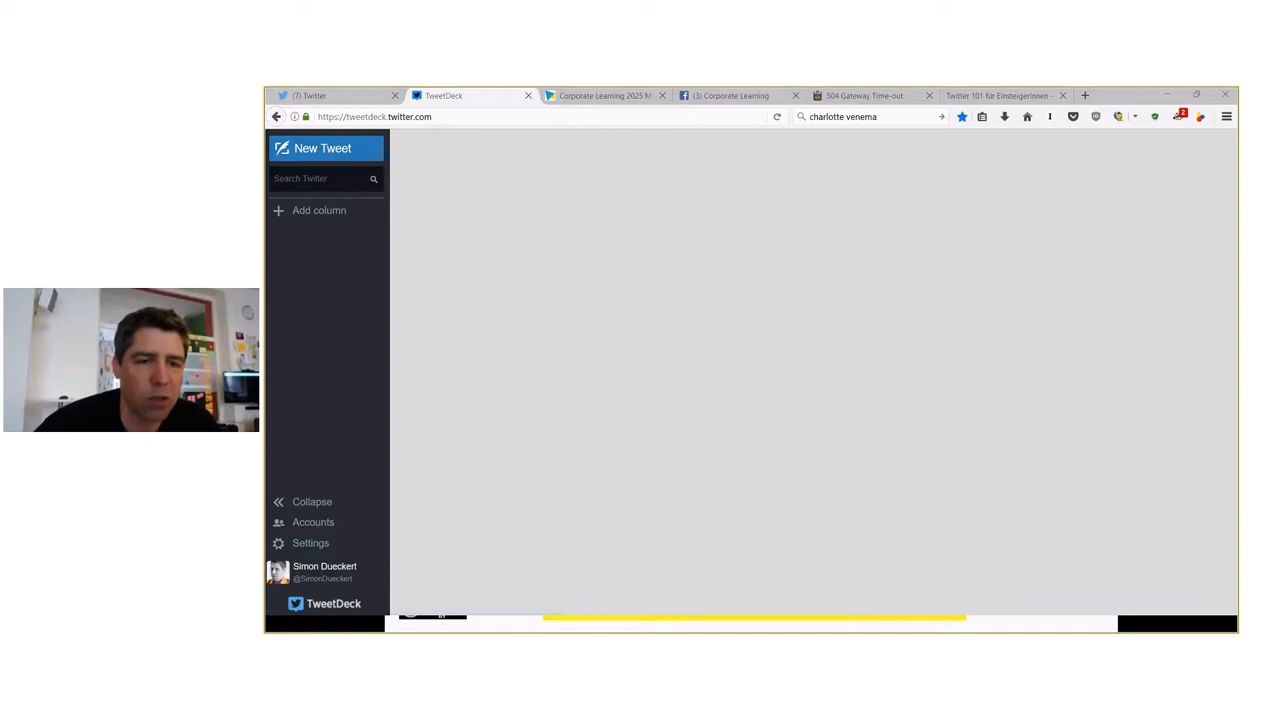 (7) Twitter
TweetDeck
Corporate Learning 2025 M
(3) Corporate Learning
504 Gateway Time-out
Twitter 101 für EinsteigerInnen –
https://tweetdeck.twitter.com
charlotte venema
2
New Tweet
Search Twitter
Add column
Collapse
Accounts
Settings
Simon Dueckert
@SimonDueckert
TweetDeck